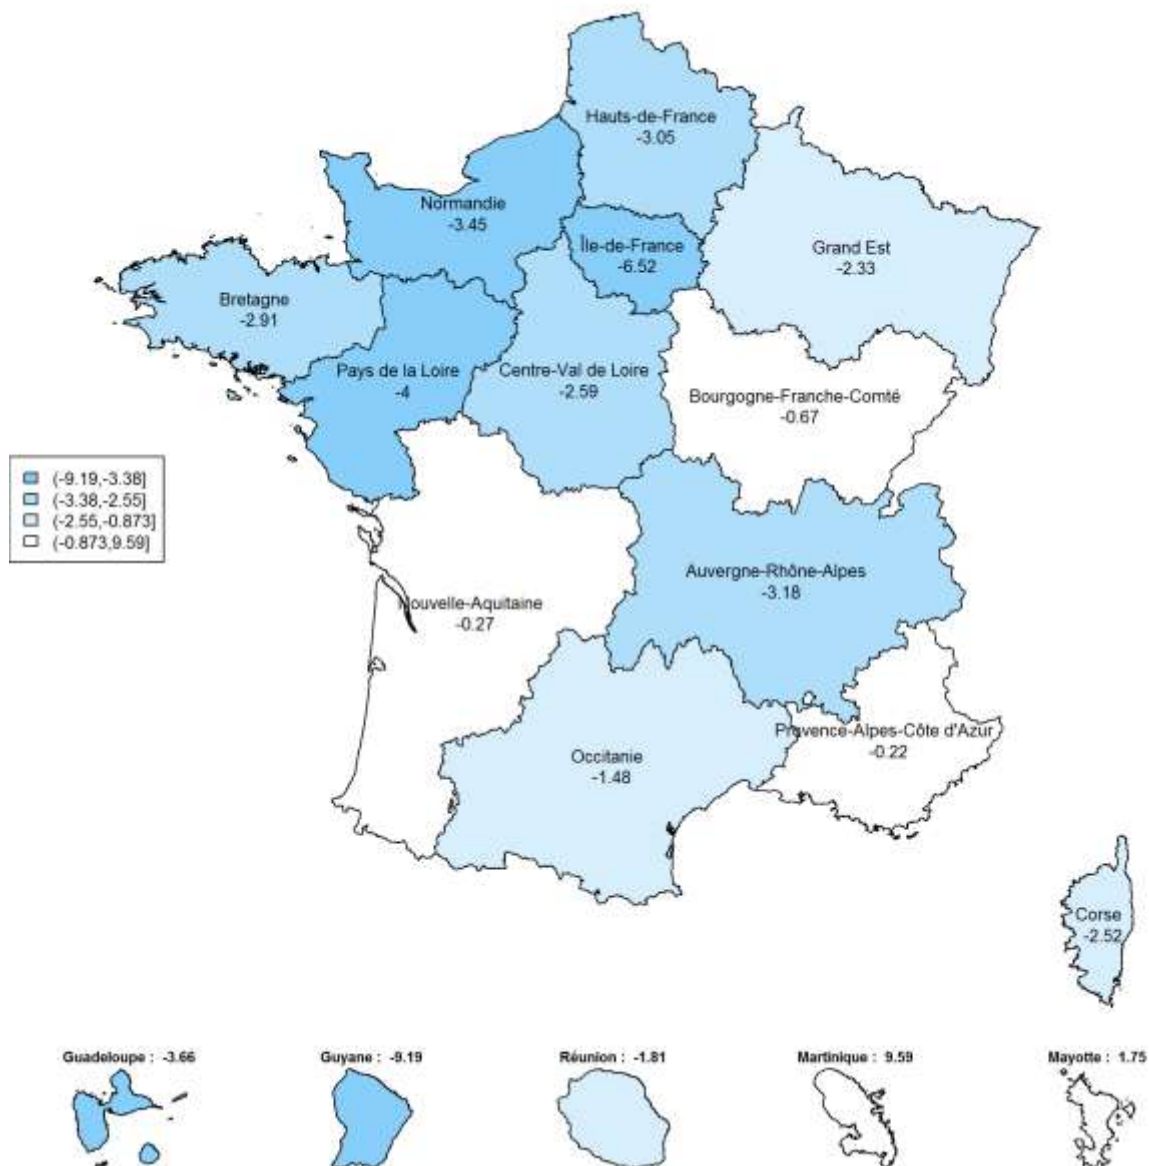 Hauts-de-France
-3.05
Normandie
-3.45
Île-de-France
-6.52
Grand Est
-2.33
Bretagne
-2.91
Pays de la Loire
-4
Centre-Val de Loire
-2.59
Bourgogne-Franche-Comté
-0.67
(-9.19,-3.38]
(-3.38,-2.55]
(-2.55,-0.873]
(-0.873,9.59]
Auvergne-Rhône-Alpes
-3.18
Nouvelle-Aquitaine
-0.27
Provence-Alpes-Côte d'Azur
-0.22
Occitanie
-1.48
Corse
-2.52
Guadeloupe : -3.66
Guyane : -9.19
Réunion : -1.81
Martinique : 9.59
Mayotte : 1.75